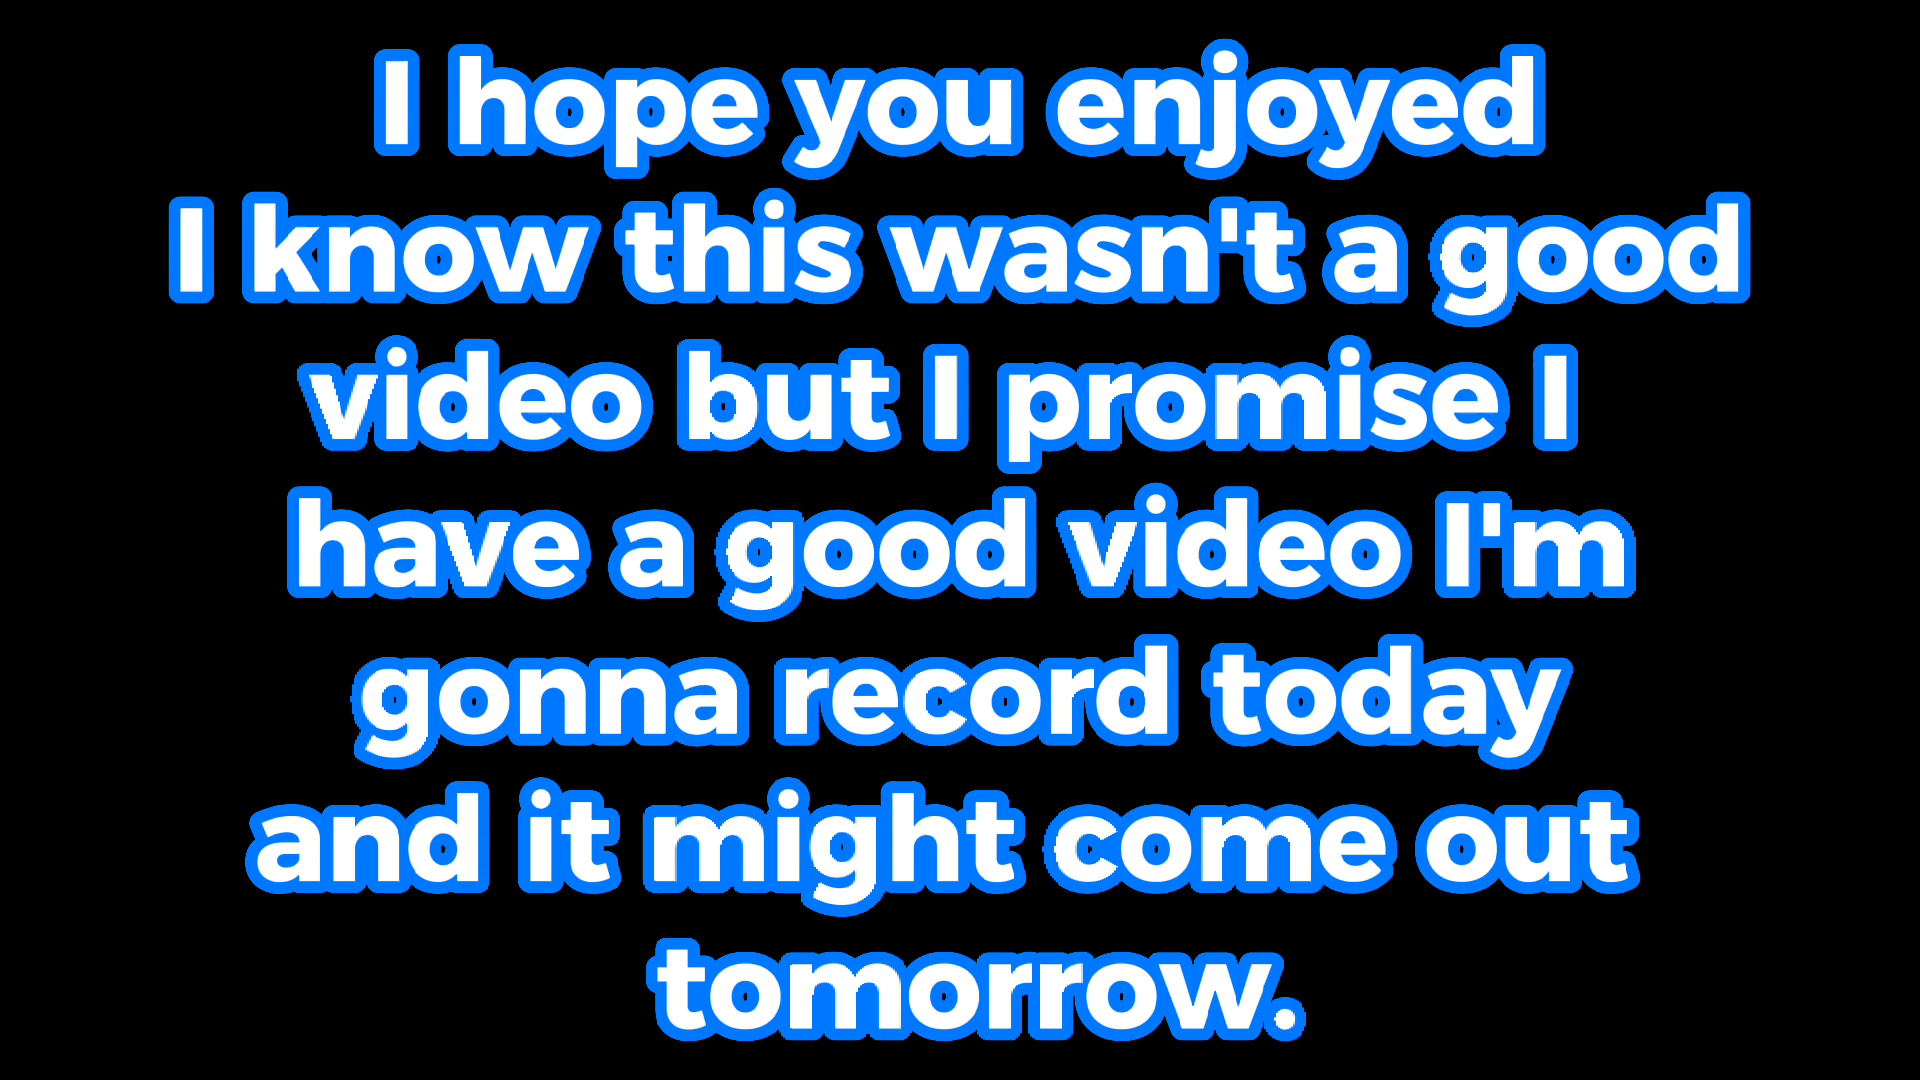 I hope you enjoyed
I know this wasn't a good
video but I promise I
have a good video I'm
gonna record today
and it might come out
tomorrow.